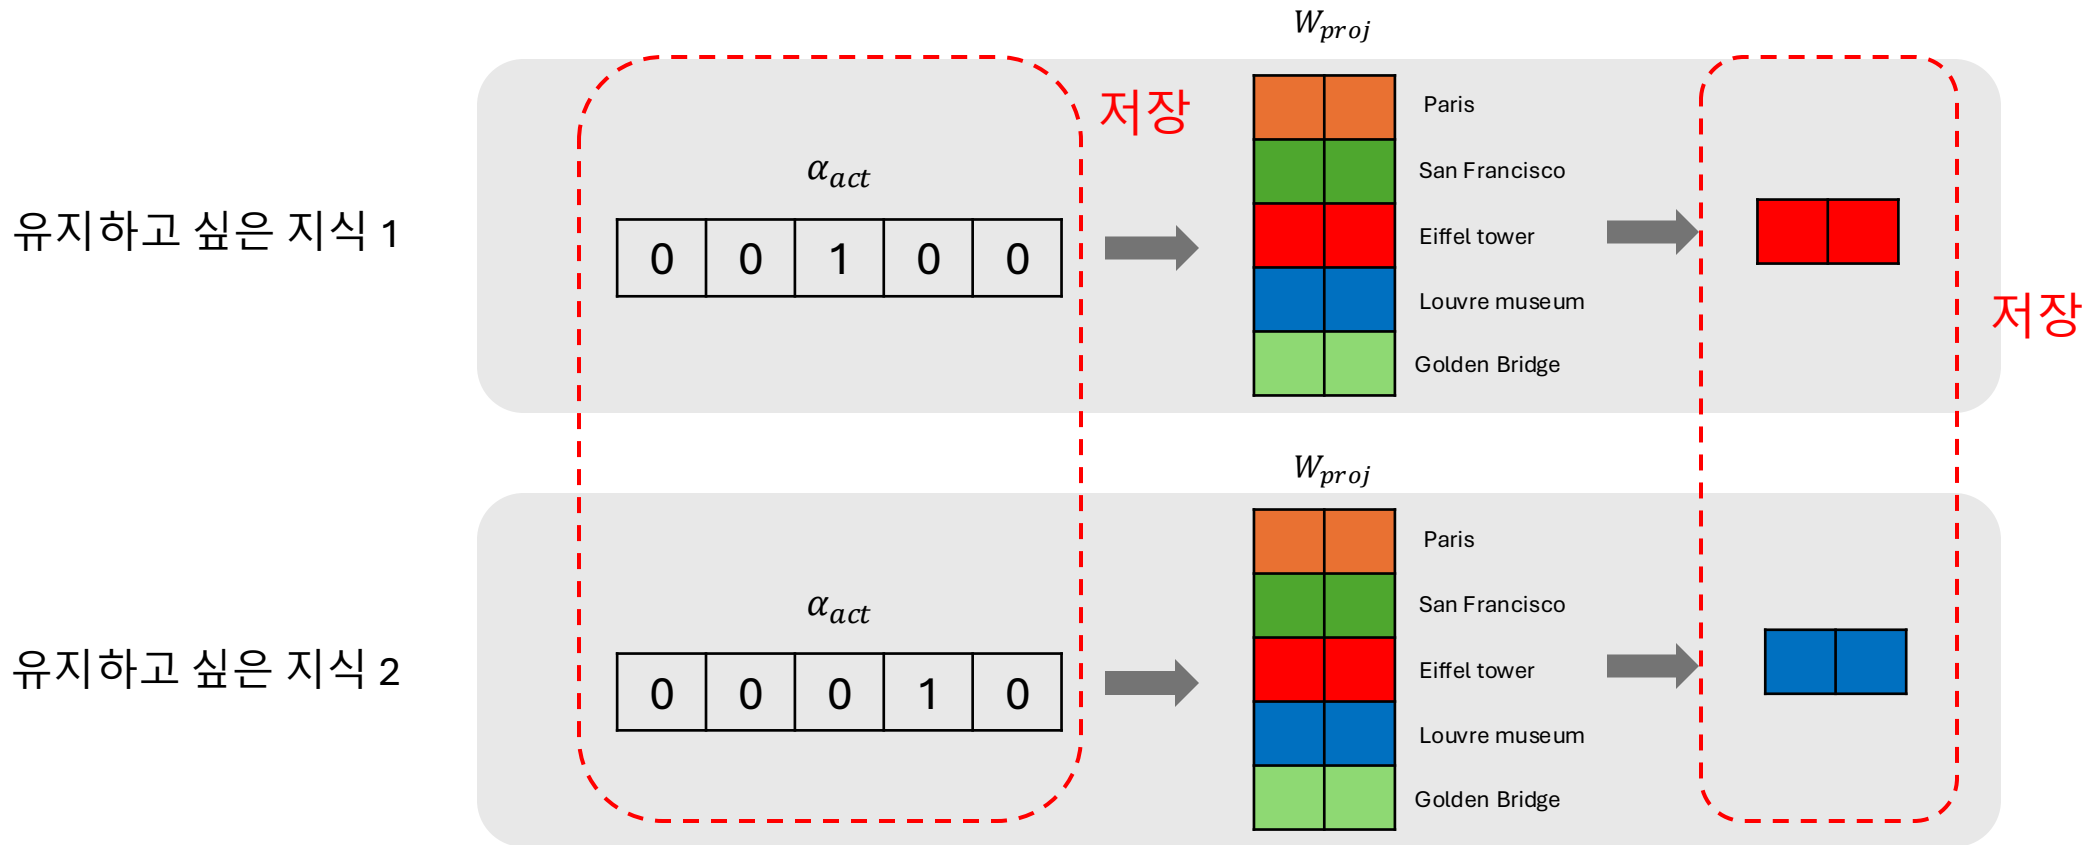 유지하고 싶은 지식 1
α_act
0 0 1 0 0
저장
W_proj
Paris
San Francisco
Eiffel tower
Louvre museum
Golden Bridge
저장
유지하고 싶은 지식 2
α_act
0 0 0 1 0
W_proj
Paris
San Francisco
Eiffel tower
Louvre museum
Golden Bridge